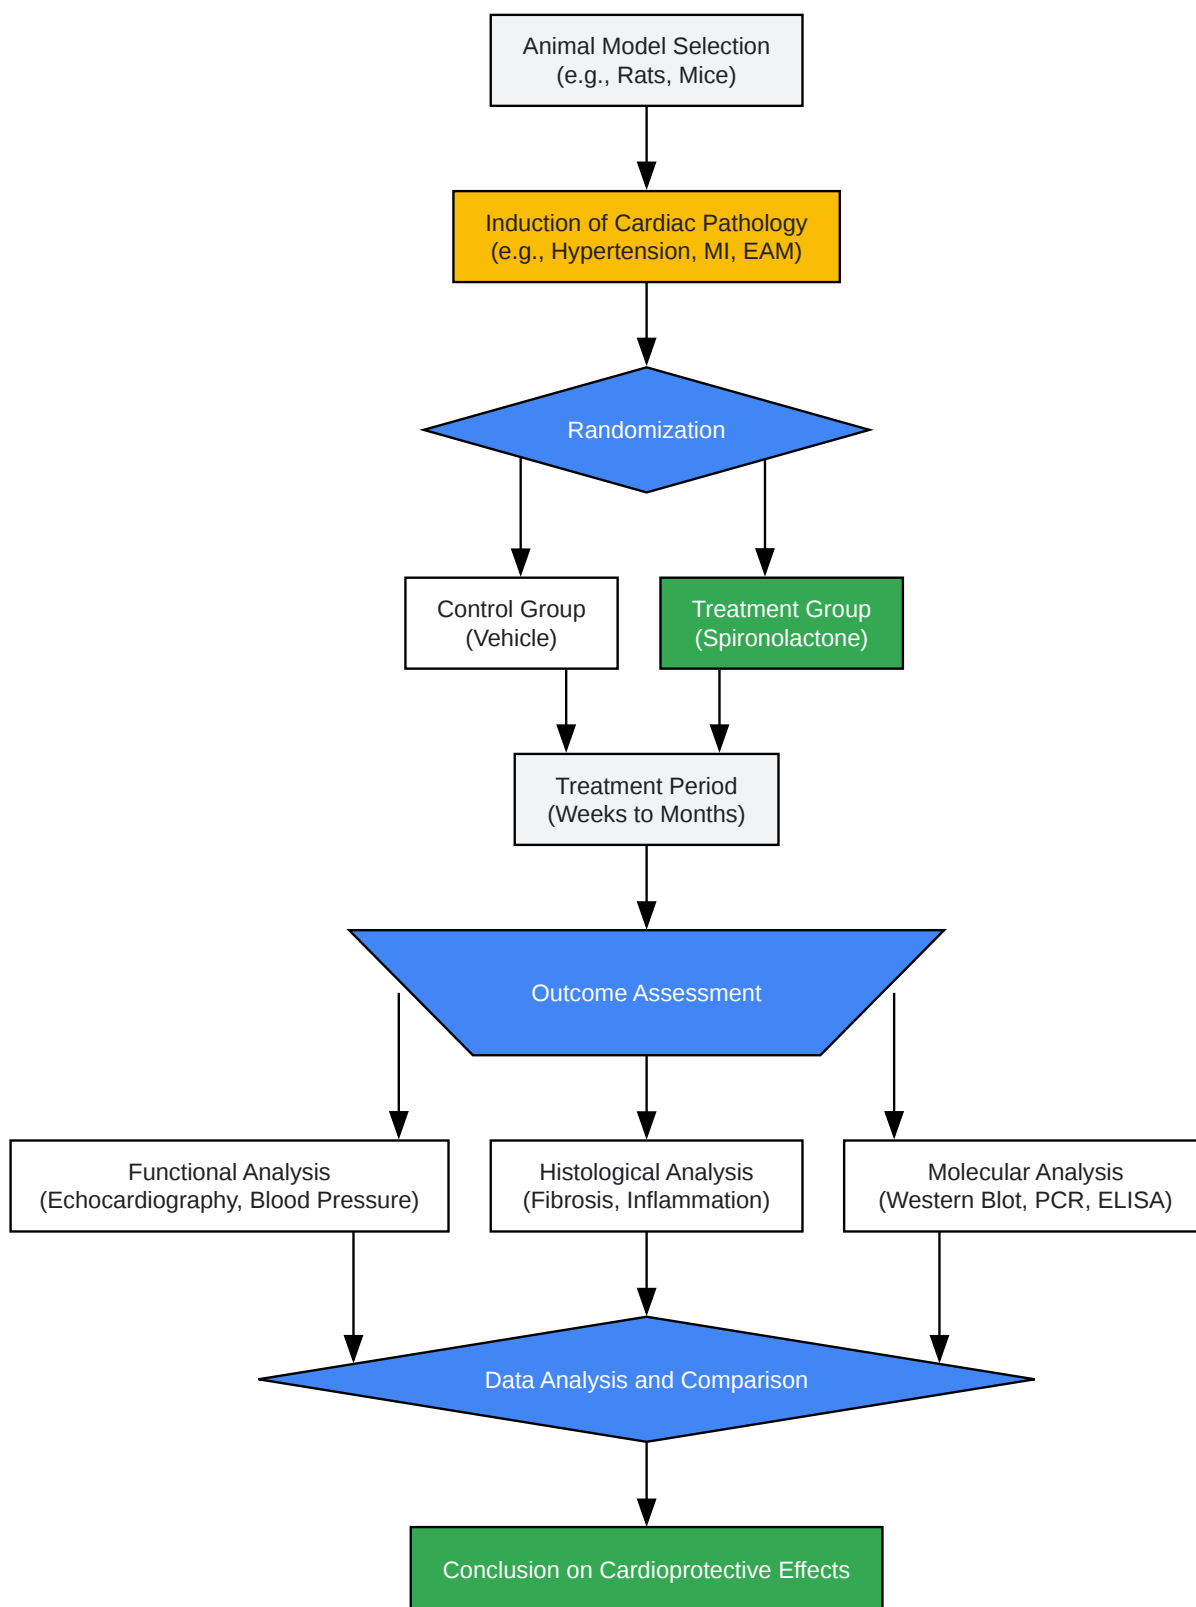 Animal Model Selection
(e.g., Rats, Mice)
Induction of Cardiac Pathology
(e.g., Hypertension, MI, EAM)
Randomization
Control Group
(Vehicle)
Treatment Group
(Spironolactone)
Treatment Period
(Weeks to Months)
Outcome Assessment
Functional Analysis
(Echocardiography, Blood Pressure)
Histological Analysis
(Fibrosis, Inflammation)
Molecular Analysis
(Western Blot, PCR, ELISA)
Data Analysis and Comparison
Conclusion on Cardioprotective Effects